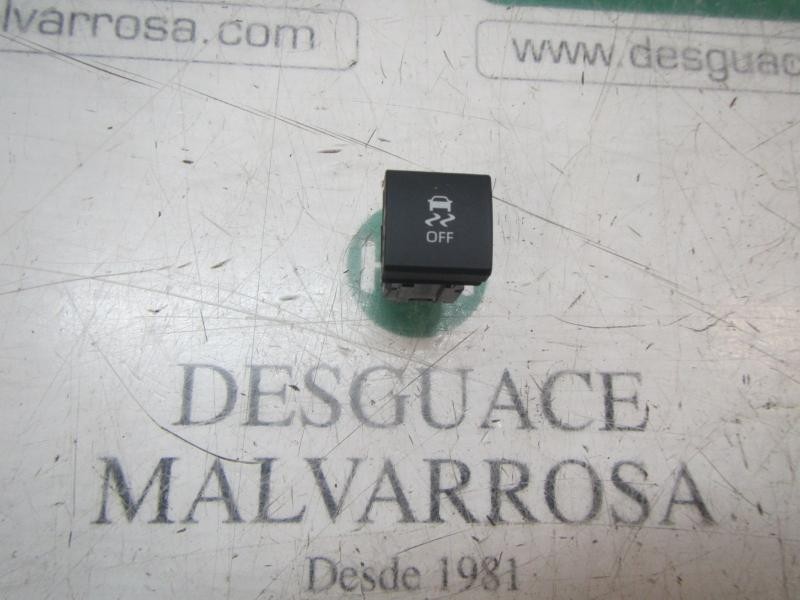 lvarrosa.com
www.desguac
OFF
DESGUACE
MALVARROSA
Desde 1981